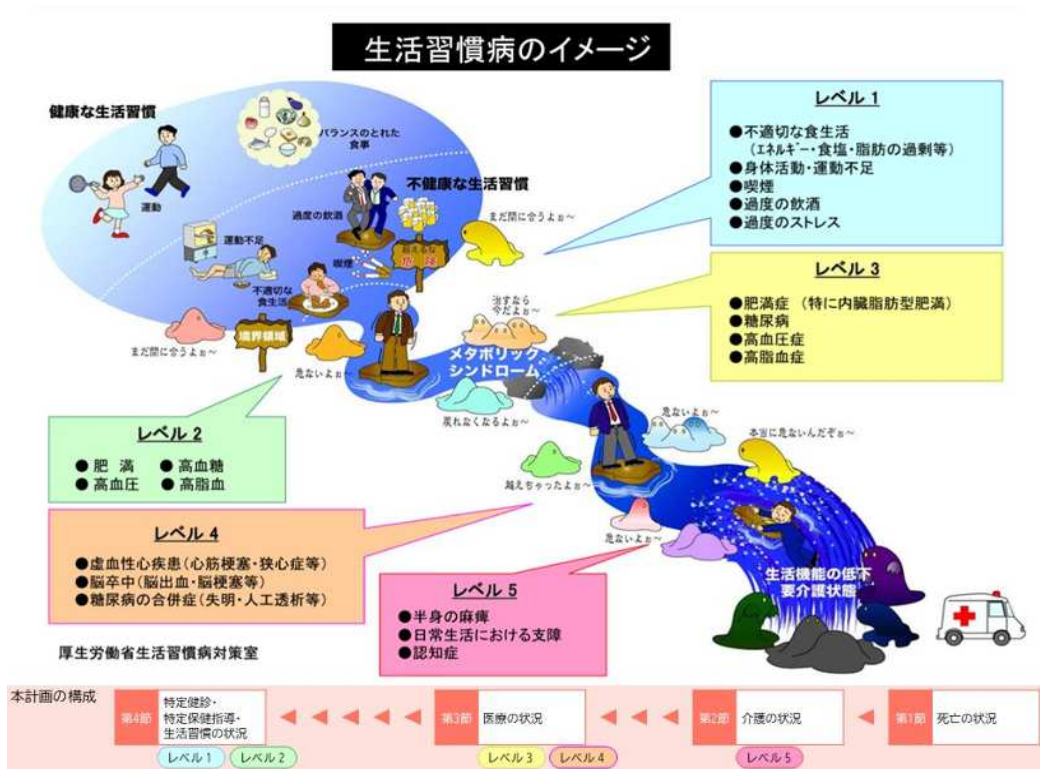 生活習慣病のイメージ
健康な生活習慣
バランスのとれた
食事
運動
不健康な生活習慣
過度の飲酒
まだ間に合うよぉ～
運動不足
喫煙
超えるな
危険
不適切な
食生活
境界領域
まだ間に合うよぉ～
危ないよぉ～
治すなら
今だよぉ～
メタボリック
シンドローム
戻れなくなるよぉ～
危ないよぉ～
本当に危ないんだぞぉ～
越えちゃったよぉ～
危ないよぉ～
生活機能の低下
要介護状態
レベル 1
●不適切な食生活
（エネルギー・食塩・脂肪の過剰等）
●身体活動・運動不足
●喫煙
●過度の飲酒
●過度のストレス
レベル 3
●肥満症 （特に内臓脂肪型肥満）
●糖尿病
●高血圧症
●高脂血症
レベル 2
●肥 満 ●高血糖
●高血圧 ●高脂血
レベル 4
●虚血性心疾患（心筋梗塞・狭心症等）
●脳卒中（脳出血・脳梗塞等）
●糖尿病の合併症（失明・人工透析等）
レベル 5
●半身の麻痺
●日常生活における支障
●認知症
厚生労働省生活習慣病対策室
本計画の構成
第4節
特定健診・
特定保健指導・
生活習慣の状況
第3節 医療の状況
第2節 介護の状況
第1節 死亡の状況
レベル 1 レベル 2
レベル 3 レベル 4
レベル 5